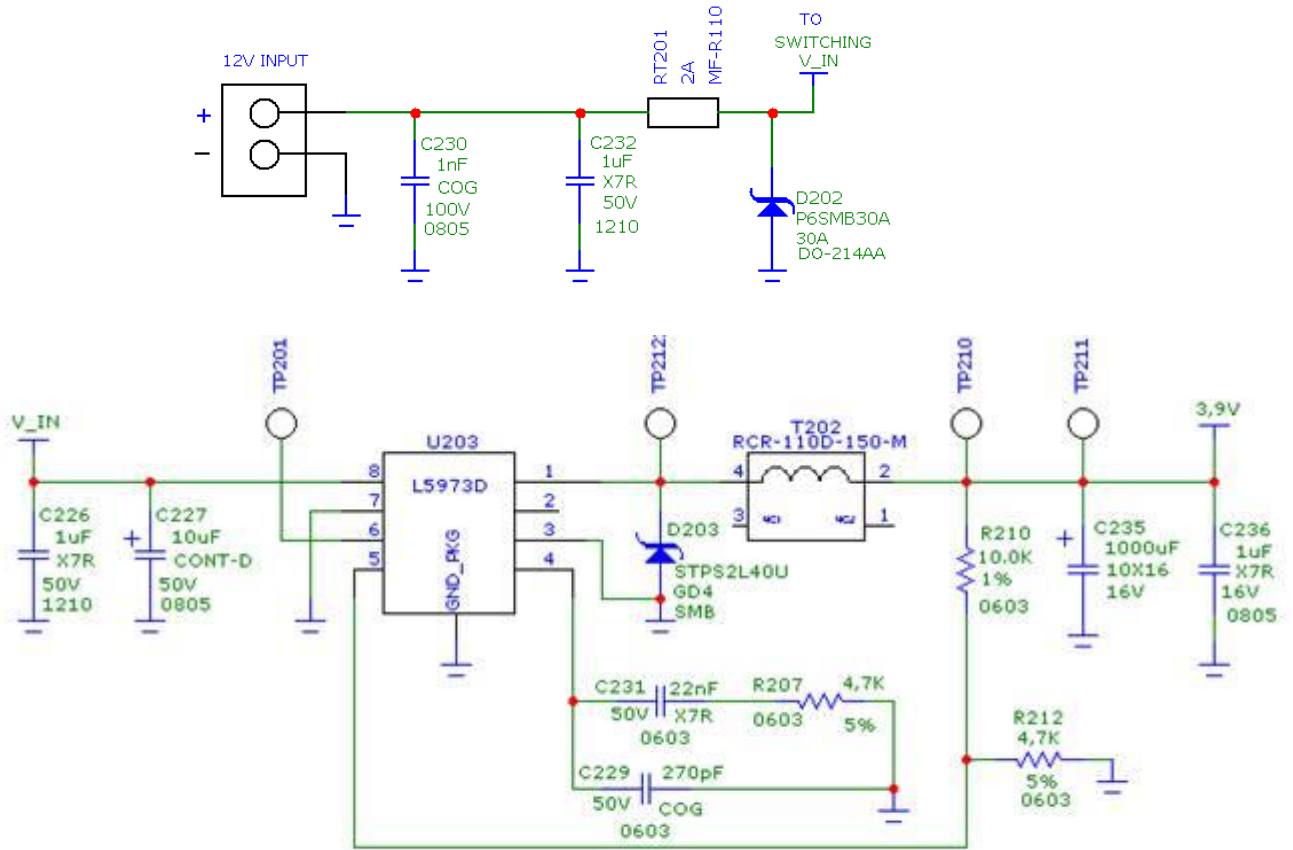 12V INPUT
+
−
C230
1nF
COG
100V
0805
C232
1uF
X7R
50V
1210
RT201
2A
MF-R110
TO
SWITCHING
V_IN
D202
P6SMB30A
30A
DO-214AA
V_IN
C226
1uF
X7R
50V
1210
+
C227
10uF
CONT-D
50V
0805
TP201
U203
L5973D
GND_PKG
8
7
6
5
1
2
3
4
TP212
D203
STPS2L40U
GD4
SMB
T202
RCR-110D-150-M
4
2
3
1
NC1
NC2
TP210
TP211
3,9V
R210
10.0K
1%
0603
+
C235
1000uF
10X16
16V
C236
1uF
X7R
16V
0805
C231
22nF
50V
X7R
0603
R207
4,7K
0603
5%
C229
270pF
50V
COG
0603
R212
4,7K
5%
0603